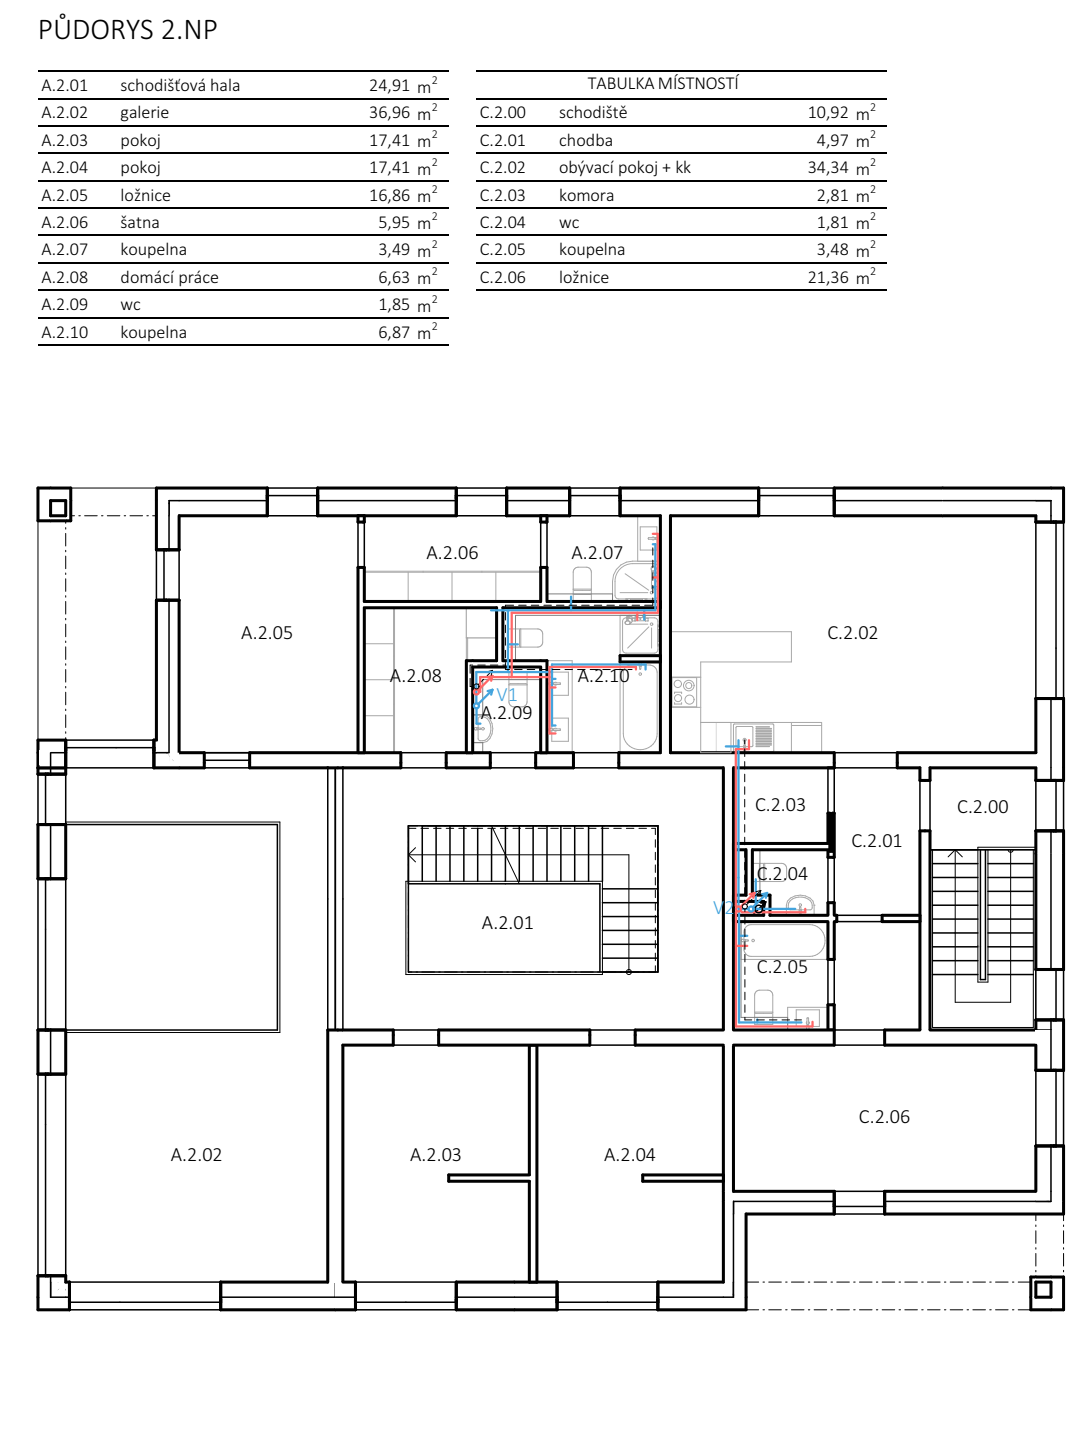 PŮDORYS 2.NP
A.2.01 schodišťová hala 24,91 m²
A.2.02 galerie 36,96 m²
A.2.03 pokoj 17,41 m²
A.2.04 pokoj 17,41 m²
A.2.05 ložnice 16,86 m²
A.2.06 šatna 5,95 m²
A.2.07 koupelna 3,49 m²
A.2.08 domácí práce 6,63 m²
A.2.09 wc 1,85 m²
A.2.10 koupelna 6,87 m²
TABULKA MÍSTNOSTÍ
C.2.00 schodiště 10,92 m²
C.2.01 chodba 4,97 m²
C.2.02 obývací pokoj + kk 34,34 m²
C.2.03 komora 2,81 m²
C.2.04 wc 1,81 m²
C.2.05 koupelna 3,48 m²
C.2.06 ložnice 21,36 m²
A.2.06
A.2.07
A.2.05
C.2.02
A.2.08
A.2.10
V1
A.2.09
C.2.03
C.2.00
C.2.01
C.2.04
V2
A.2.01
C.2.05
C.2.06
A.2.02
A.2.03
A.2.04